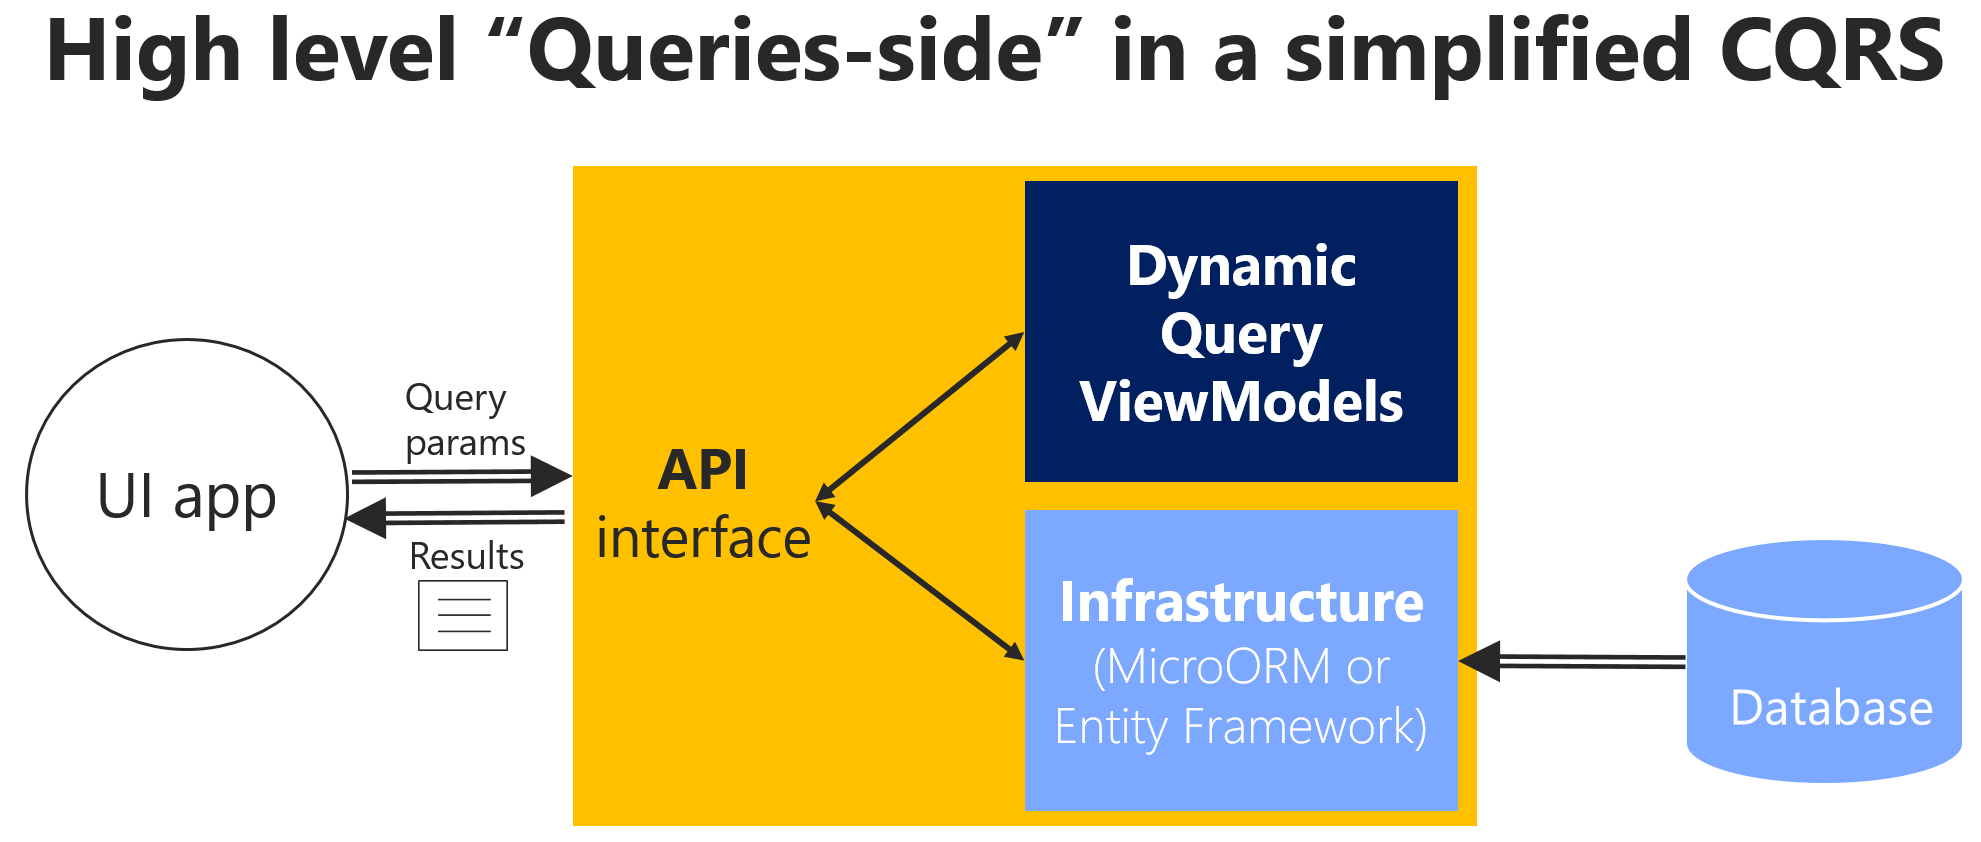 High level “Queries-side” in a simplified CQRS
UI app
Query
params
Results
API
interface
Dynamic
Query
ViewModels
Infrastructure
(MicroORM or
Entity Framework)
Database